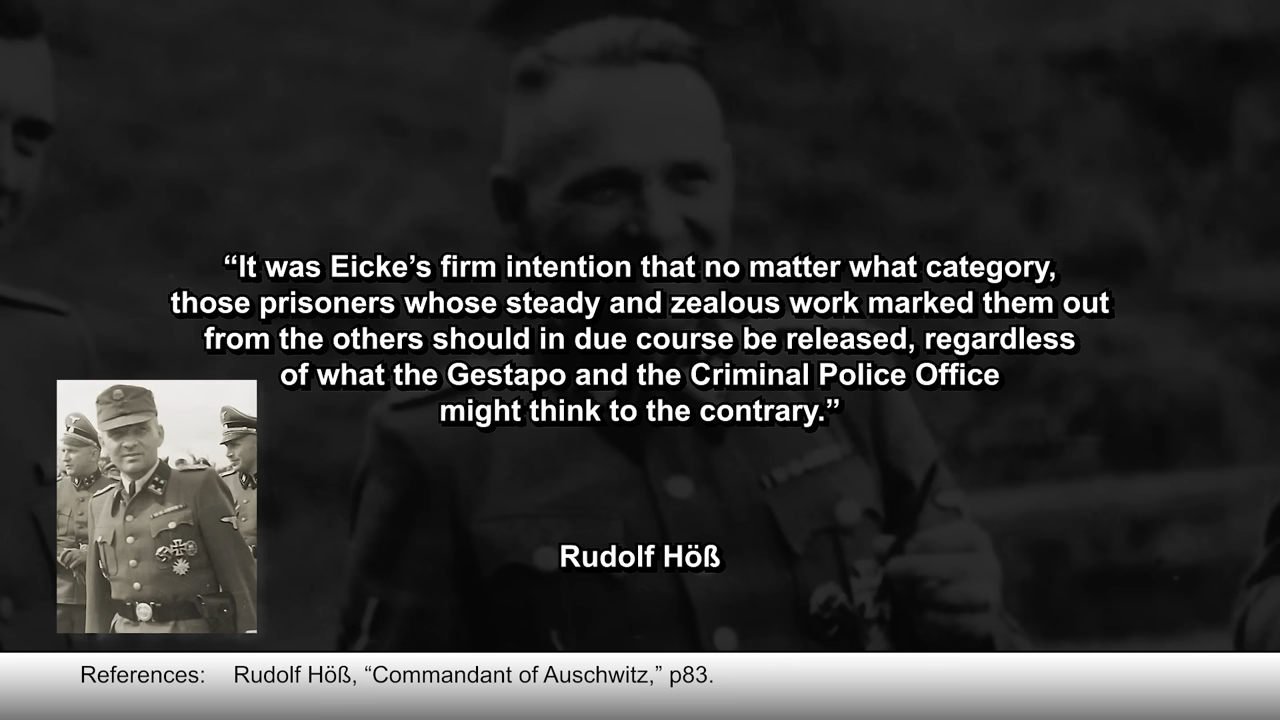 “It was Eicke’s firm intention that no matter what category,
those prisoners whose steady and zealous work marked them out
from the others should in due course be released, regardless
of what the Gestapo and the Criminal Police Office
might think to the contrary.”
Rudolf Höß
References: Rudolf Höß, “Commandant of Auschwitz,” p83.